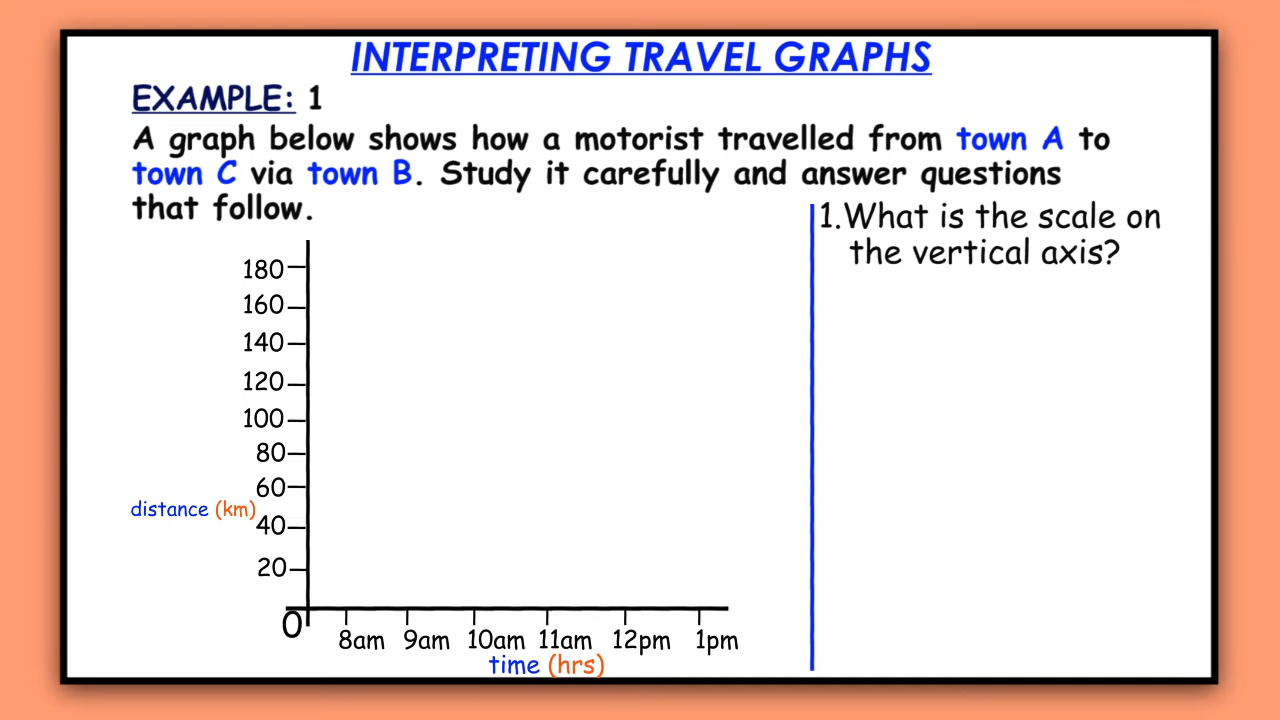 INTERPRETING TRAVEL GRAPHS
EXAMPLE: 1
A graph below shows how a motorist travelled from town A to
town C via town B. Study it carefully and answer questions
that follow.
1.What is the scale on
the vertical axis?
180
160
140
120
100
80
60
distance (km)
40
20
0
8am 9am 10am 11am 12pm 1pm
time (hrs)